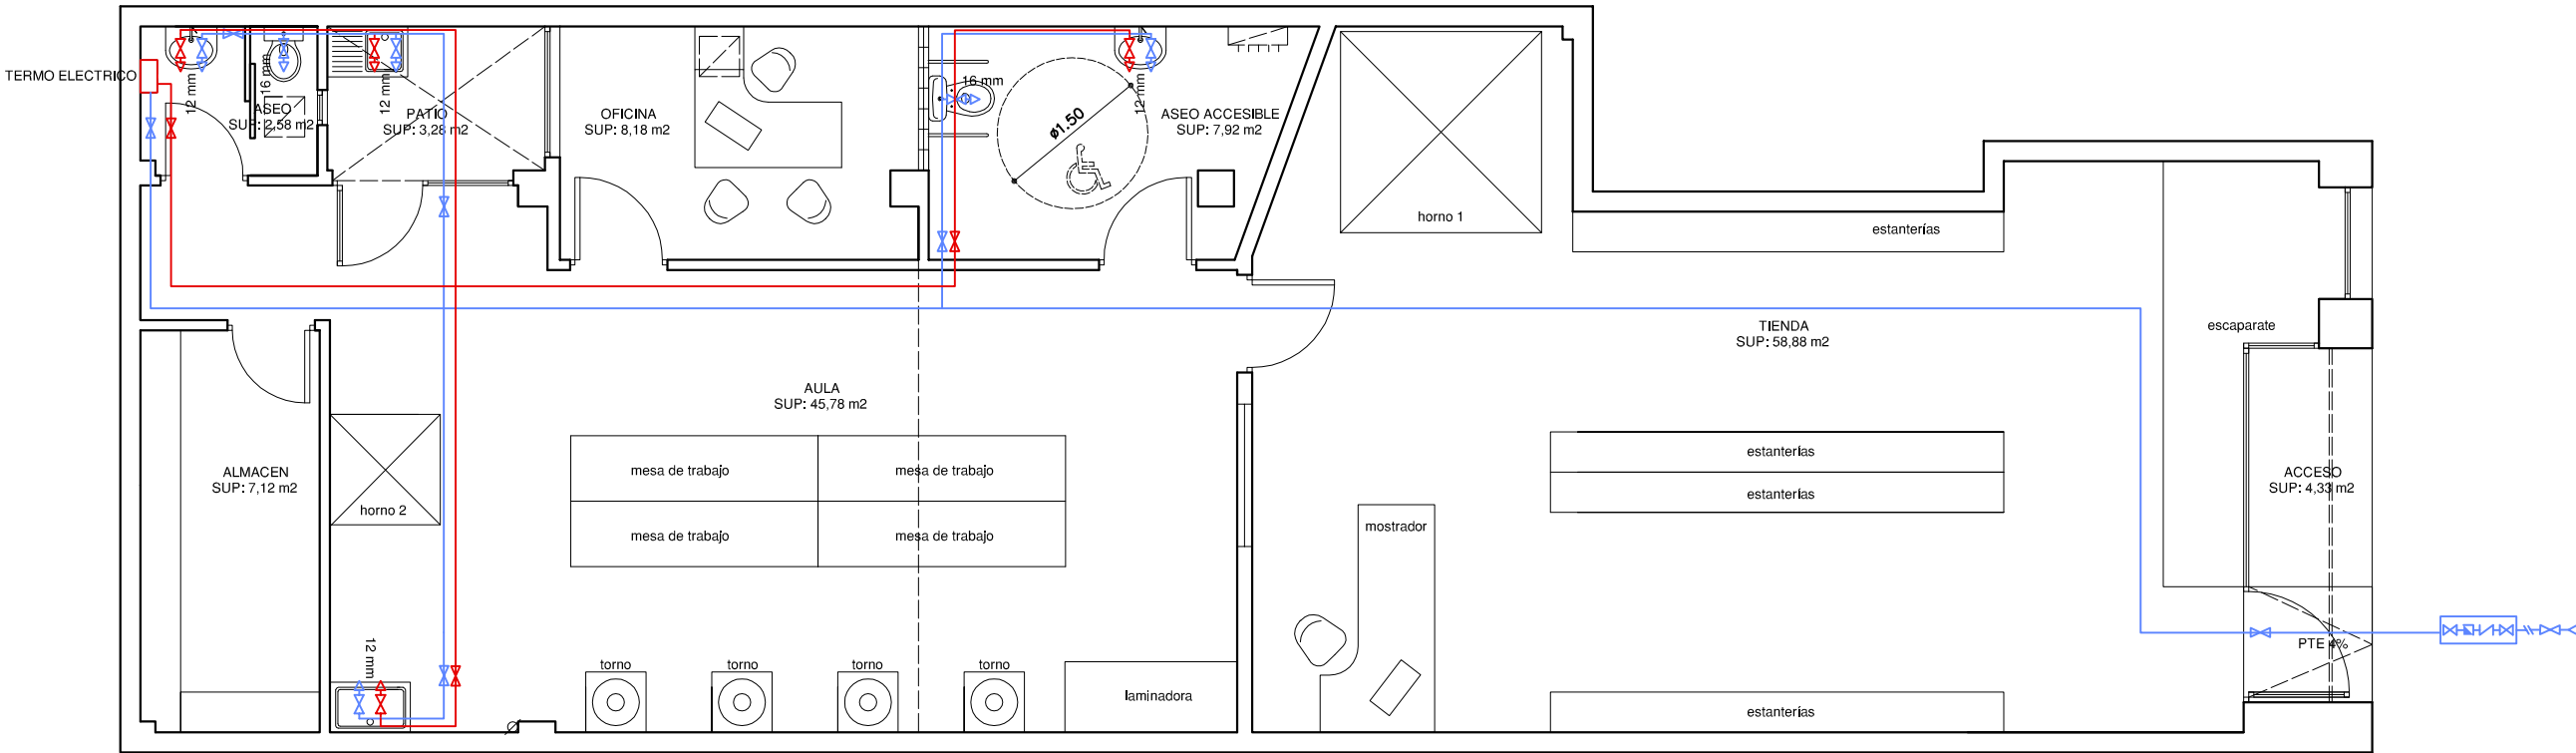 TERMO ELECTRICO
12 mm
16 mm
ASEO
SUP: 2,58 m2
12 mm
PATIO
SUP: 3,28 m2
OFICINA
SUP: 8,18 m2
16 mm
ø1.50
12 mm
ASEO ACCESIBLE
SUP: 7,92 m2
horno 1
estanterías
TIENDA
SUP: 58,88 m2
escaparate
AULA
SUP: 45,78 m2
ALMACEN
SUP: 7,12 m2
horno 2
mesa de trabajo
mesa de trabajo
mesa de trabajo
mesa de trabajo
estanterías
estanterías
ACCESO
SUP: 4,33 m2
mostrador
12 mm
torno
torno
torno
torno
laminadora
estanterías
PTE 4%